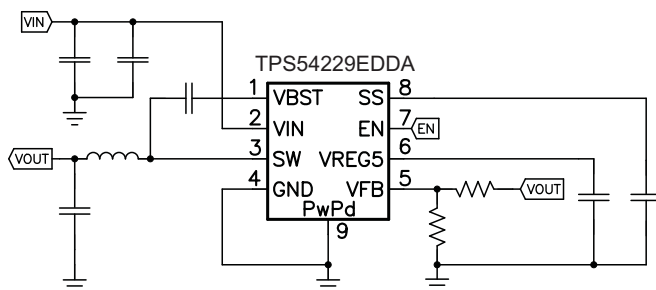 VIN
TPS54229EDDA
1 VBST SS 8
2 VIN EN 7 EN
VOUT 3 SW VREG5 6
4 GND VFB 5 VOUT
PwPd
9